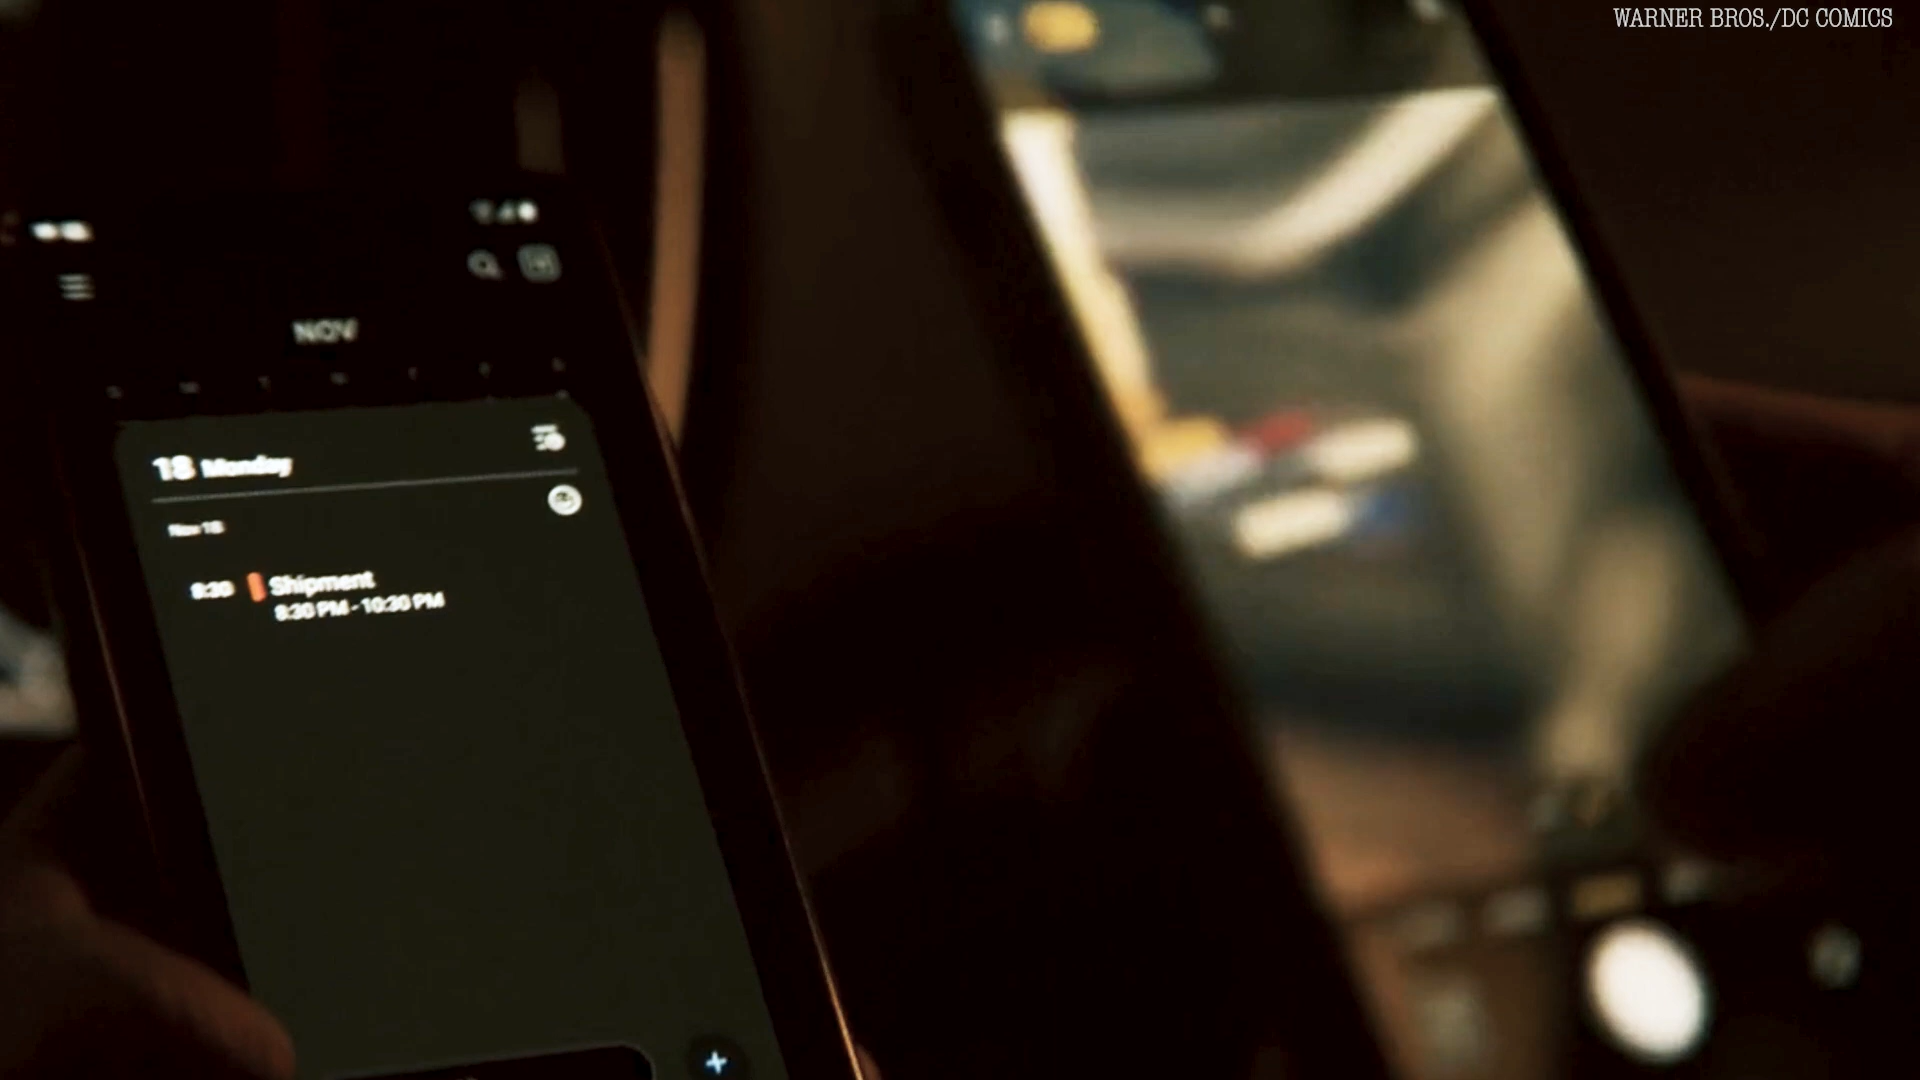 WARNER BROS./DC COMICS
NOV
18 Monday
Nov 18
8:30 Shipment
8:30 PM - 10:30 PM